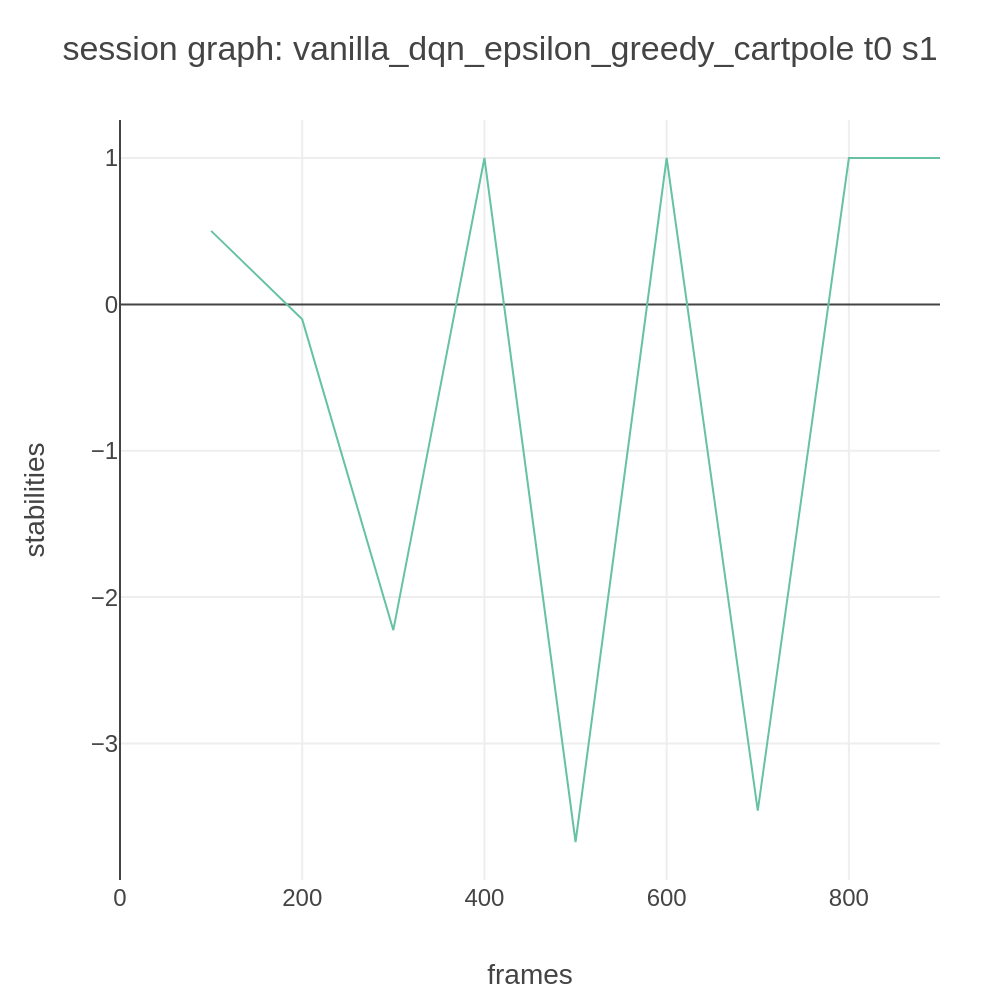 session graph: vanilla_dqn_epsilon_greedy_cartpole t0 s1
1
0
−1
−2
−3
stabilities
0 200 400 600 800
frames